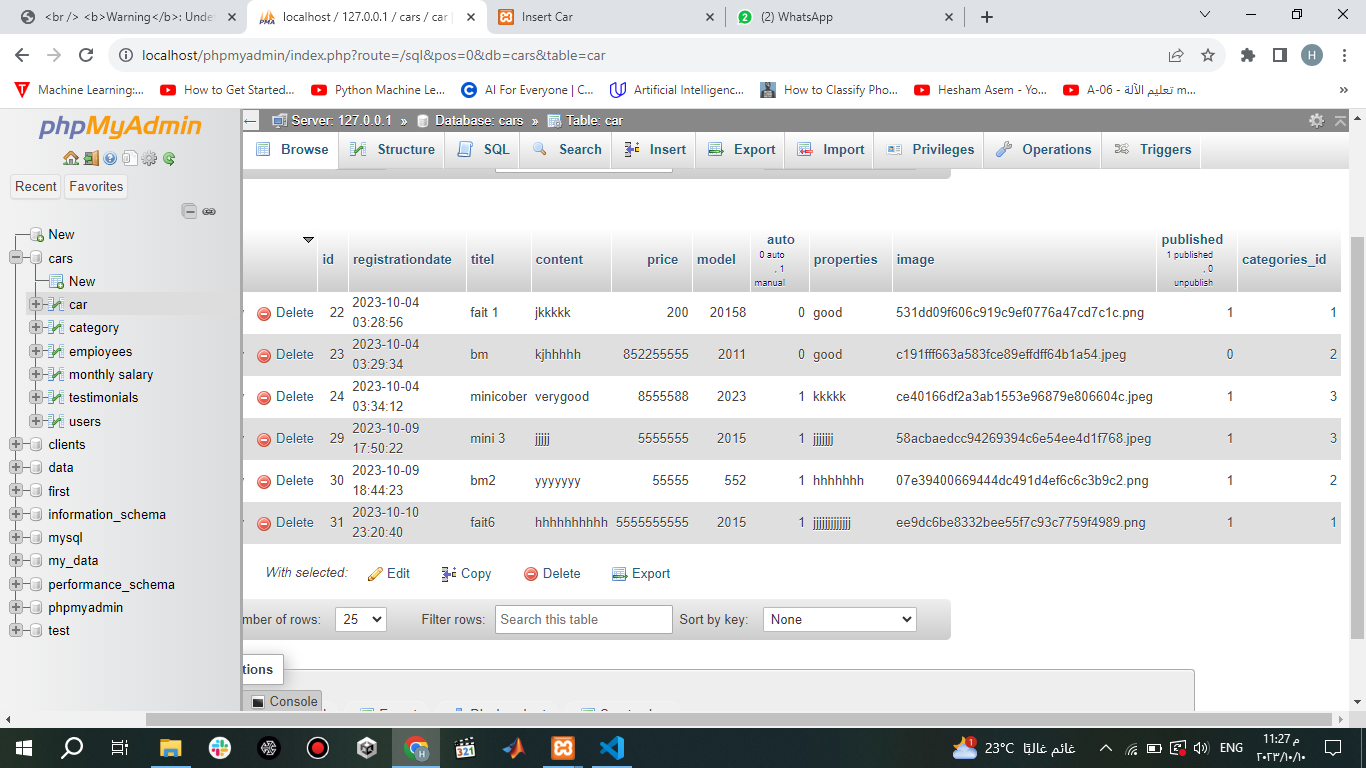 <br /> <b>Warning</b>: Unde
localhost / 127.0.0.1 / cars / car
Insert Car
(2) WhatsApp
localhost/phpmyadmin/index.php?route=/sql&pos=0&db=cars&table=car
H
Machine Learning:...
How to Get Started...
Python Machine Le...
AI For Everyone | C...
Artificial Intelligenc...
How to Classify Pho...
Hesham Asem - Yo...
A-06 - تعليم الآلة m...
phpMyAdmin
Recent
Favorites
New
cars
New
car
category
empioyees
monthly salary
testimonials
users
clients
data
first
information_schema
mysql
my_data
performance_schema
phpmyadmin
test
Server: 127.0.0.1 » Database: cars » Table: car
Browse Structure SQL Search Insert Export Import Privileges Operations Triggers
id registrationdate titel content price model auto 0 auto , 1 manual properties image published 1 published , 0 unpublish categories_id
Delete 22 2023-10-04 03:28:56 fait 1 jkkkkk 200 20158 0 good 531dd09f606c919c9ef0776a47cd7c1c.png 1 1
Delete 23 2023-10-04 03:29:34 bm kjhhhhh 852255555 2011 0 good c191fff663a583fce89effdff64b1a54.jpeg 0 2
Delete 24 2023-10-04 03:34:12 minicober verygood 8555588 2023 1 kkkkk ce40166df2a3ab1553e96879e806604c.jpeg 1 3
Delete 29 2023-10-09 17:50:22 mini 3 jjjjj 5555555 2015 1 jjjjjjj 58acbaedcc94269394c6e54ee4d1f768.jpeg 1 3
Delete 30 2023-10-09 18:44:23 bm2 yyyyyyy 55555 552 1 hhhhhhh 07e39400669444dc491d4ef6c6c3b9c2.png 1 2
Delete 31 2023-10-10 23:20:40 fait6 hhhhhhhhhh 5555555555 2015 1 jjjjjjjjjjjjj ee9dc6be8332bee55f7c93c7759f4989.png 1 1
With selected: Edit Copy Delete Export
mber of rows: 25 Filter rows: Search this table Sort by key: None
tions
Console
23°C غائم غالبًا
ENG
11:27 م
٢٠٢٣/١٠/١٠